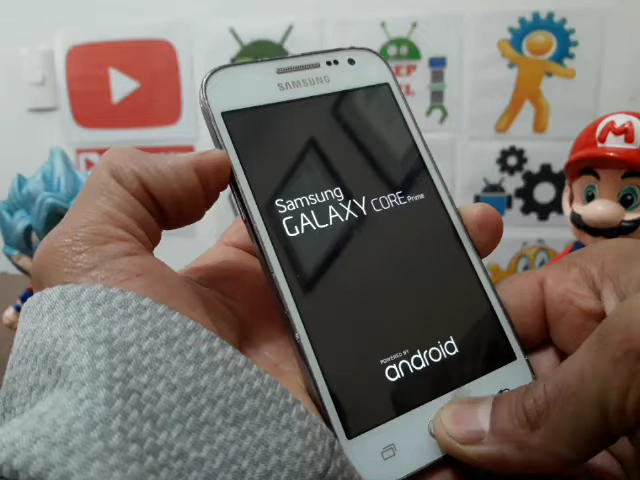 SAMSUNG
Samsung
GALAXY CORE Prime
POWERED BY
android
M